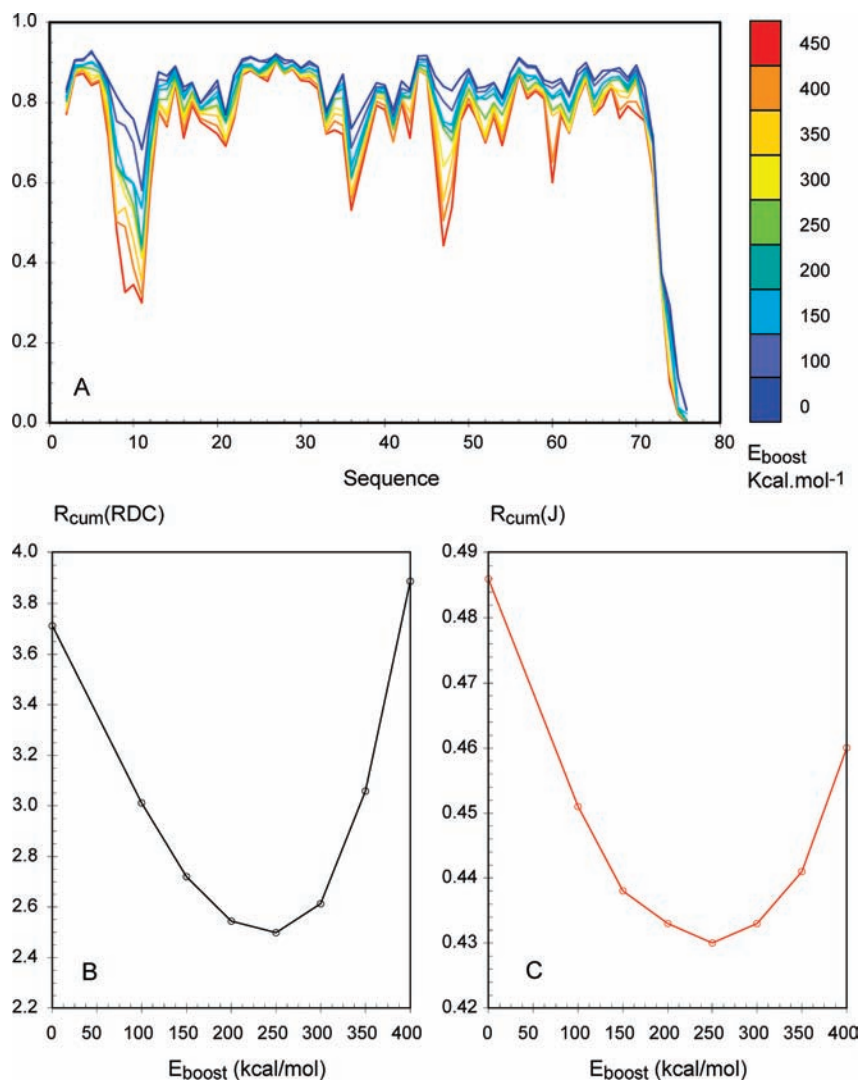 1.0
0.8
0.6
0.4
0.2
0.0
A
0 10 20 30 40 50 60 70 80
Sequence
450
400
350
300
250
200
150
100
0
Eboost
Kcal.mol-1
Rcum(RDC)
4.0
3.8
3.6
3.4
3.2
3.0
2.8
2.6
2.4
2.2
B
0 50 100 150 200 250 300 350 400
Eboost (kcal/mol)
Rcum(J)
0.49
0.48
0.47
0.46
0.45
0.44
0.43
0.42
C
0 50 100 150 200 250 300 350 400
Eboost (kcal/mol)